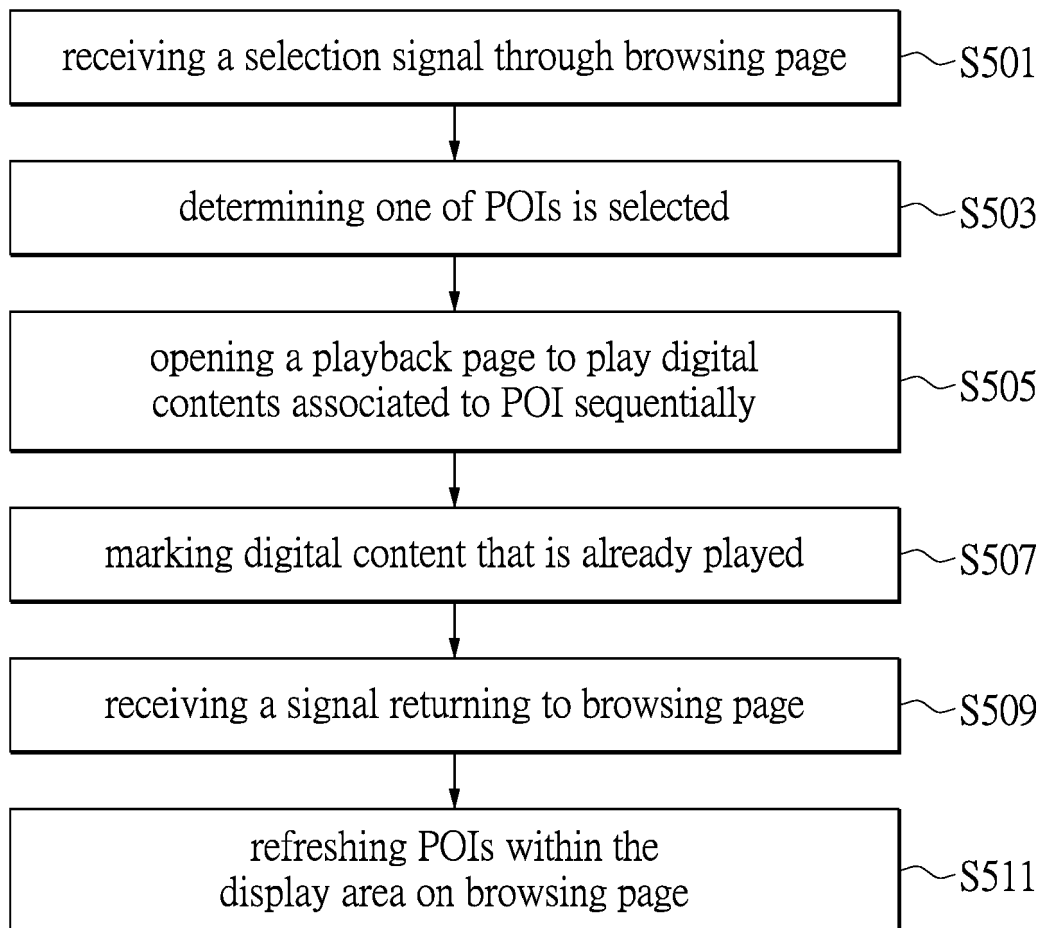 receiving a selection signal through browsing page
S501
determining one of POIs is selected
S503
opening a playback page to play digital
contents associated to POI sequentially
S505
marking digital content that is already played
S507
receiving a signal returning to browsing page
S509
refreshing POIs within the
display area on browsing page
S511